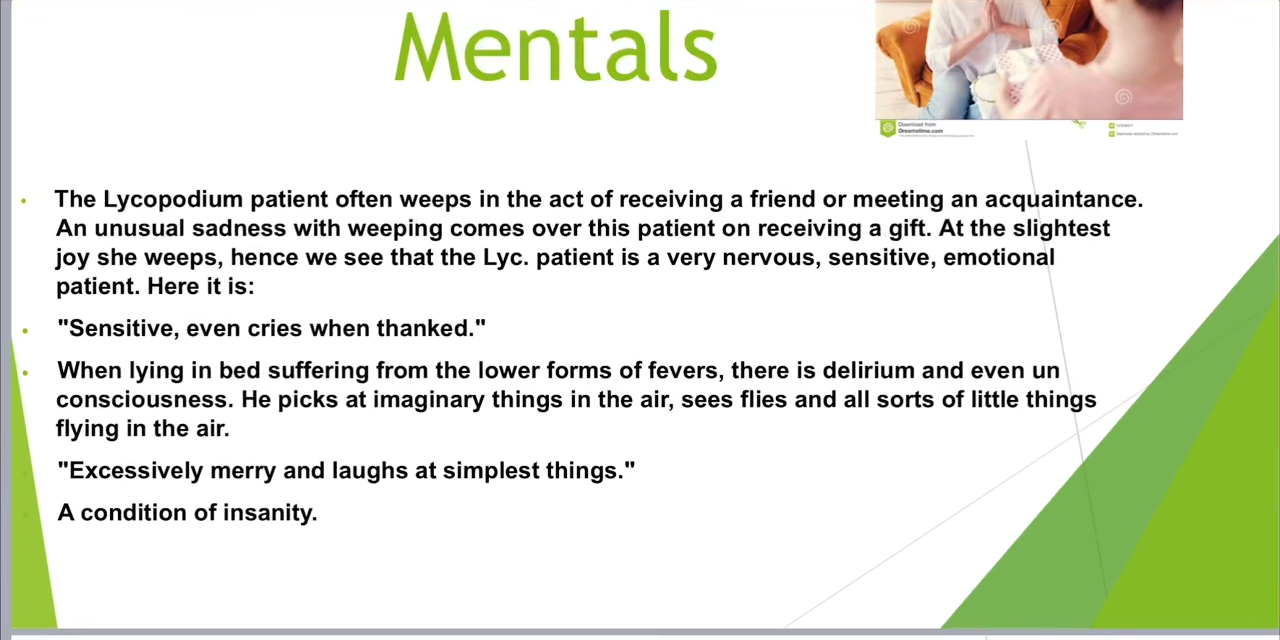 Mentals
Download from
Dreamstime.com
The Lycopodium patient often weeps in the act of receiving a friend or meeting an acquaintance.
An unusual sadness with weeping comes over this patient on receiving a gift. At the slightest
joy she weeps, hence we see that the Lyc. patient is a very nervous, sensitive, emotional
patient. Here it is:
"Sensitive, even cries when thanked."
When lying in bed suffering from the lower forms of fevers, there is delirium and even un
consciousness. He picks at imaginary things in the air, sees flies and all sorts of little things
flying in the air.
"Excessively merry and laughs at simplest things."
A condition of insanity.